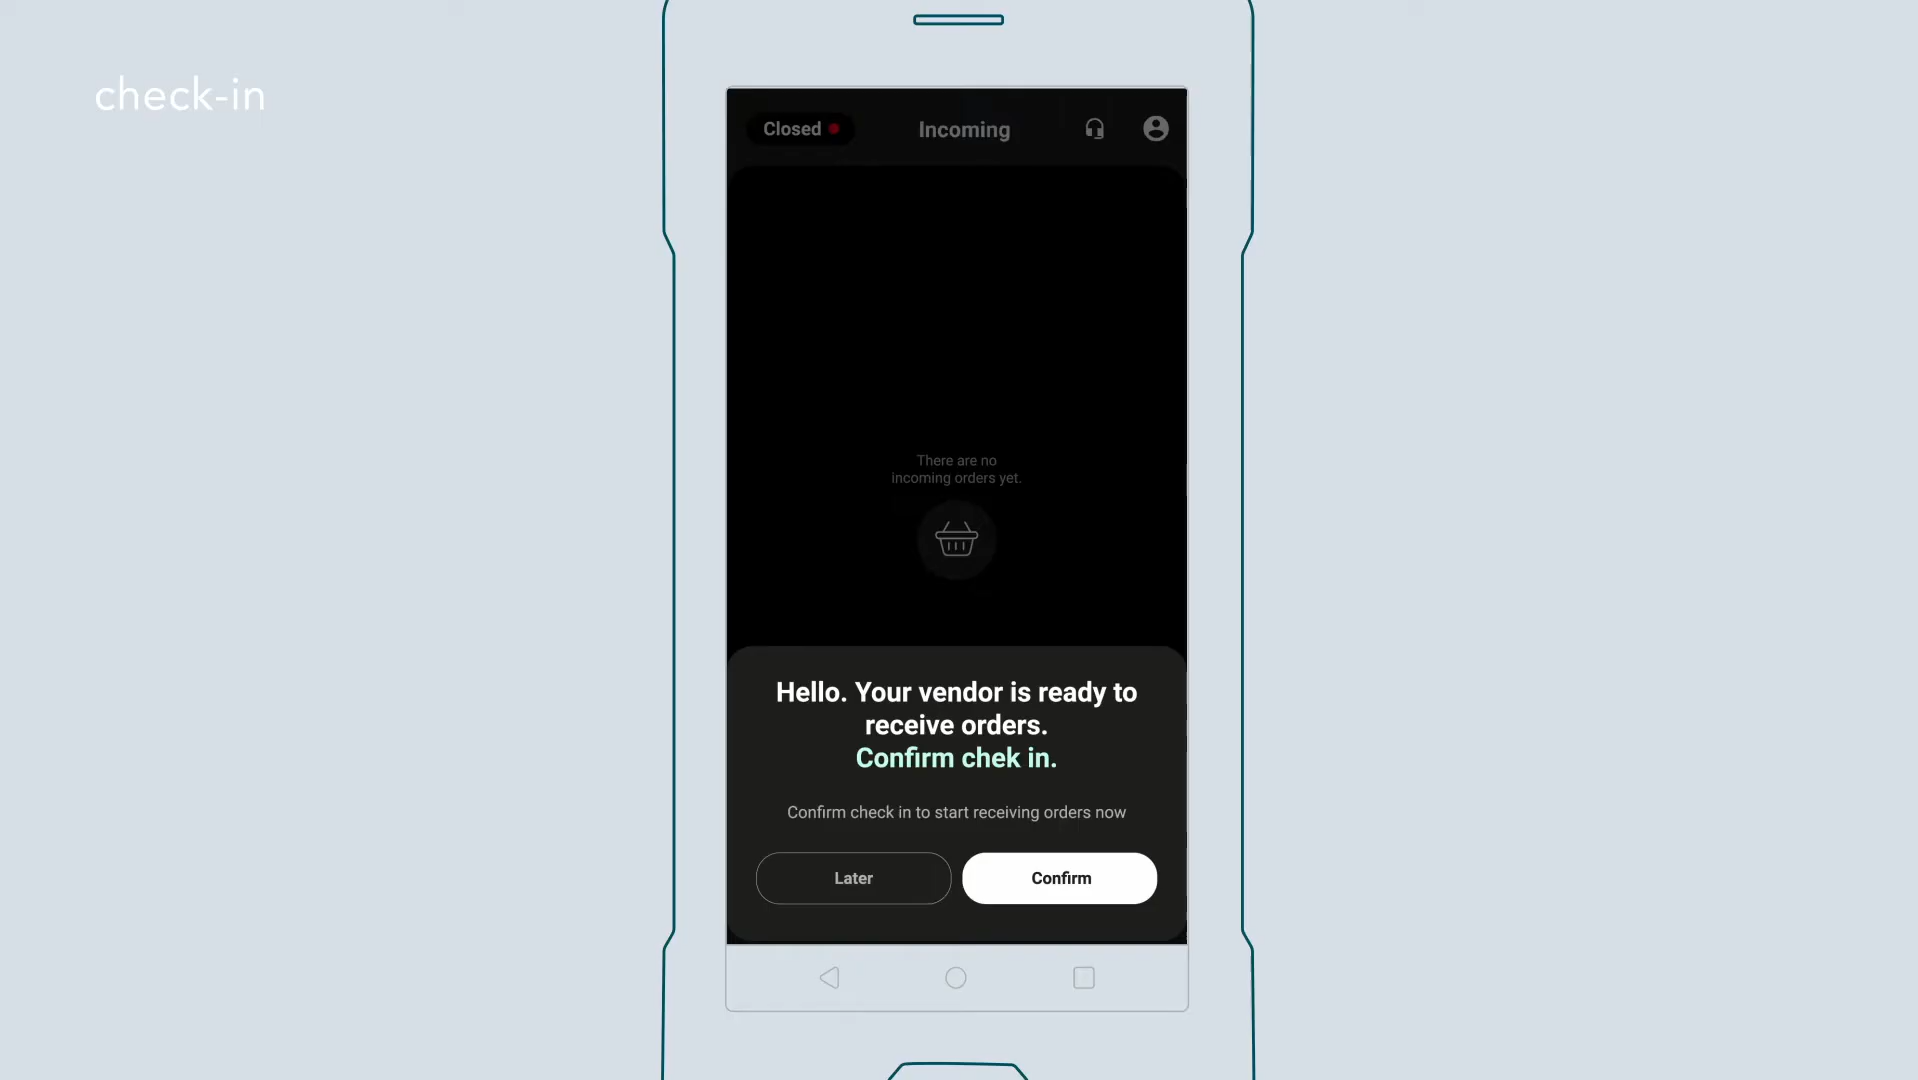 check-in
Closed
Incoming
There are no
incoming orders yet.
Hello. Your vendor is ready to
receive orders.
Confirm chek in.
Confirm check in to start receiving orders now
Later
Confirm